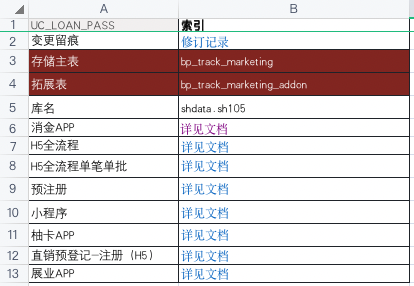 A B
1 UC_LOAN_PASS 索引
2 变更留痕 修订记录
3 存储主表 bp_track_marketing
4 拓展表 bp_track_marketing_addon
5 库名 shdata.sh105
6 消金APP 详见文档
7 H5全流程 详见文档
8 H5全流程单笔单批 详见文档
9 预注册 详见文档
10 小程序 详见文档
11 柚卡APP 详见文档
12 直销预登记-注册（H5） 详见文档
13 展业APP 详见文档